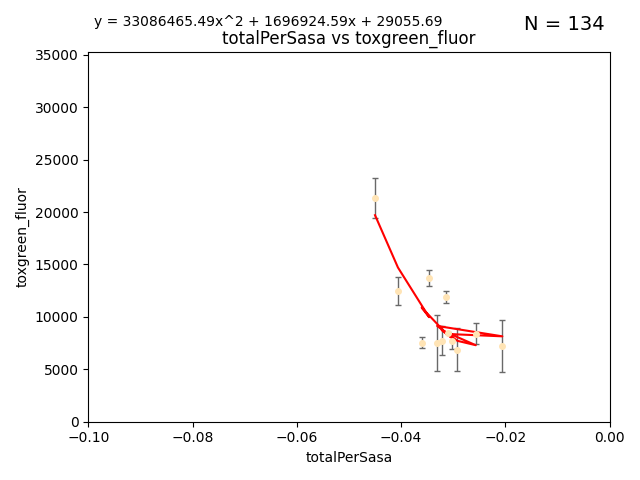 y = 33086465.49x^2 + 1696924.59x + 29055.69
N = 134
totalPerSasa vs toxgreen_fluor
35000
30000
25000
20000
15000
10000
5000
0
toxgreen_fluor
−0.10 −0.08 −0.06 −0.04 −0.02 0.00
totalPerSasa